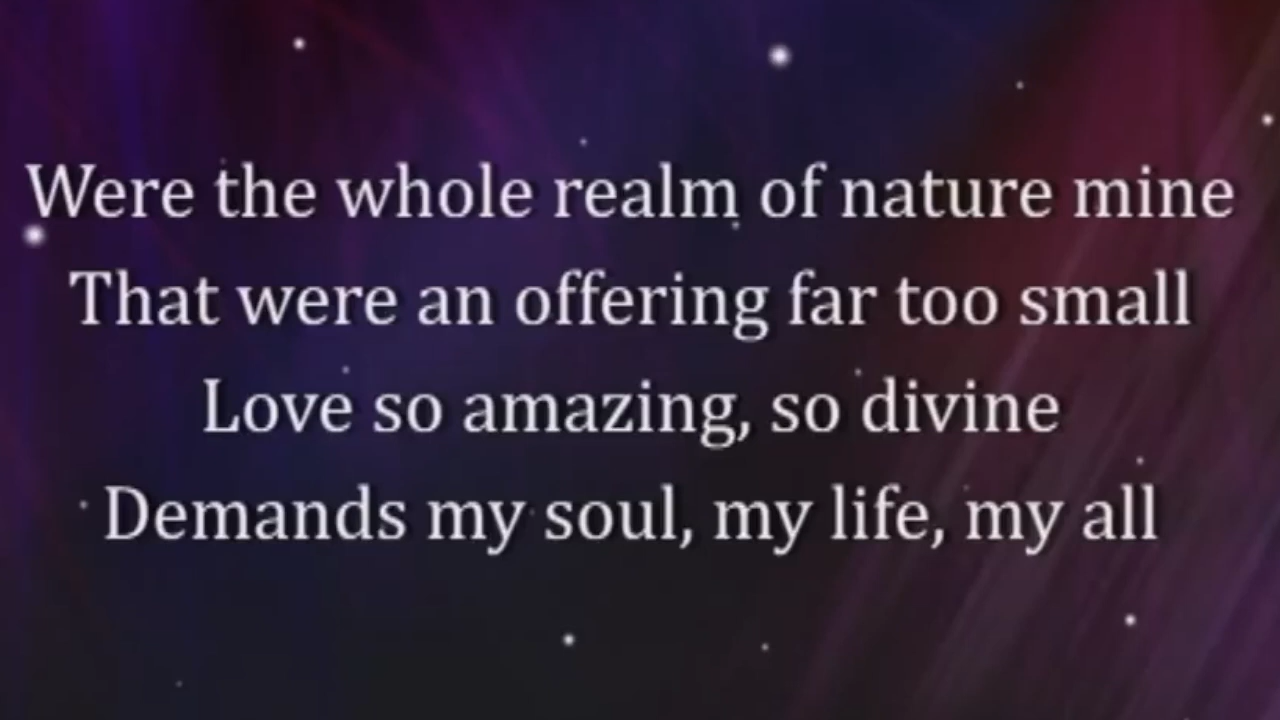 Were the whole realm of nature mine
That were an offering far too small
Love so amazing, so divine
Demands my soul, my life, my all